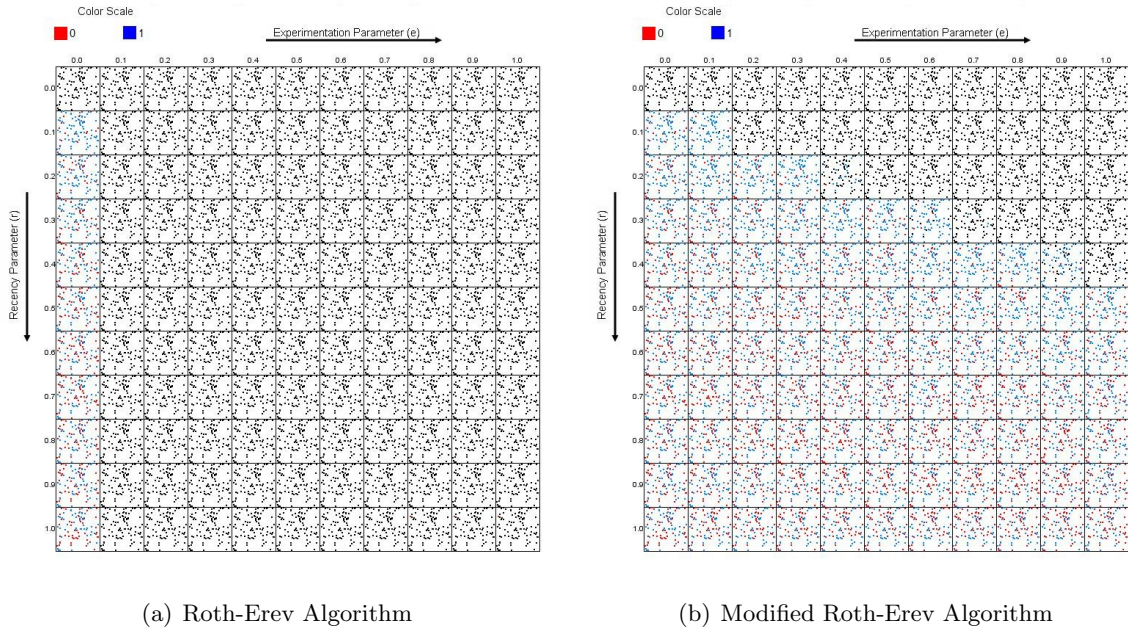 Color Scale
0 1
Experimentation Parameter (e)
0.0 0.1 0.2 0.3 0.4 0.5 0.6 0.7 0.8 0.9 1.0
0.0
0.1
0.2
0.3
0.4
0.5
0.6
0.7
0.8
0.9
1.0
Recency Parameter (r)
(a) Roth-Erev Algorithm
Color Scale
0 1
Experimentation Parameter (e)
0.0 0.1 0.2 0.3 0.4 0.5 0.6 0.7 0.8 0.9 1.0
0.0
0.1
0.2
0.3
0.4
0.5
0.6
0.7
0.8
0.9
1.0
Recency Parameter (r)
(b) Modified Roth-Erev Algorithm